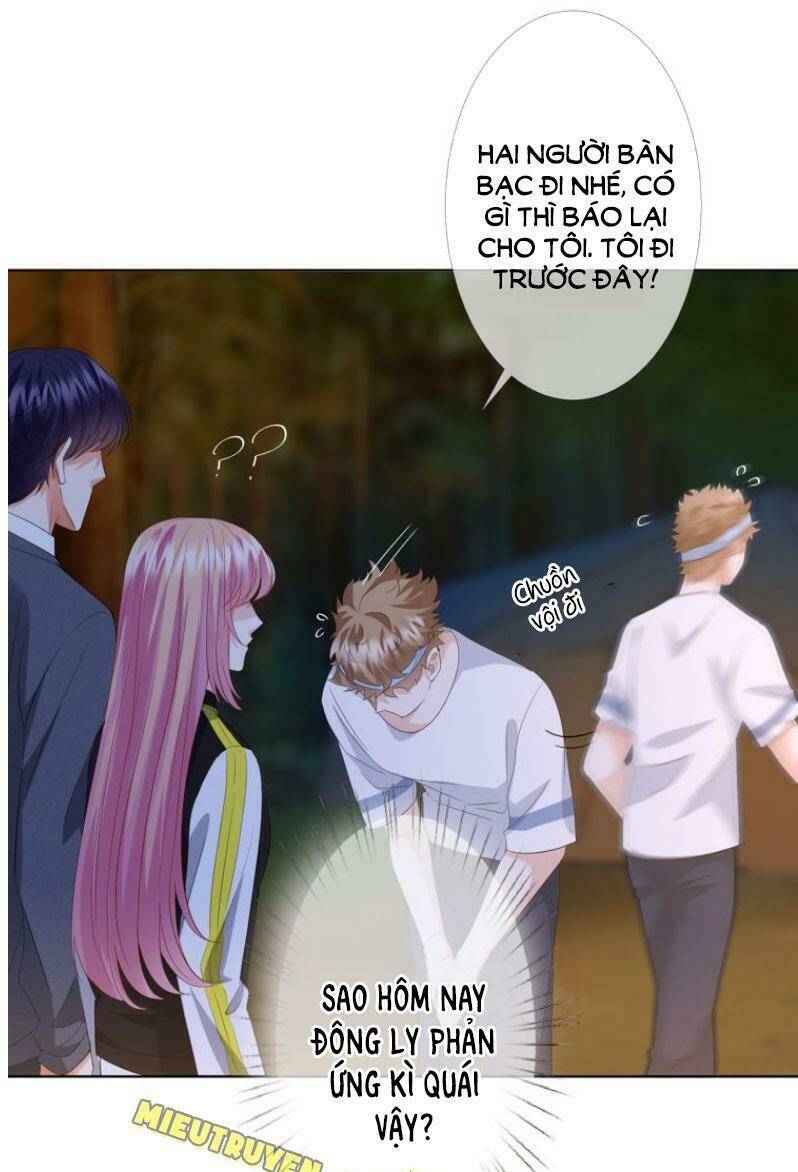 HAI NGƯỜI BÀN
BẠC ĐI NHÉ, CÓ
GÌ THÌ BÁO LẠI
CHO TÔI. TÔI ĐI
TRƯỚC ĐÂY!
??
Chuồn
vội đi
SAO HÔM NAY
ĐÔNG LY PHẢN
ỨNG KÌ QUÁI
VẬY?
MIEUTRUYEN